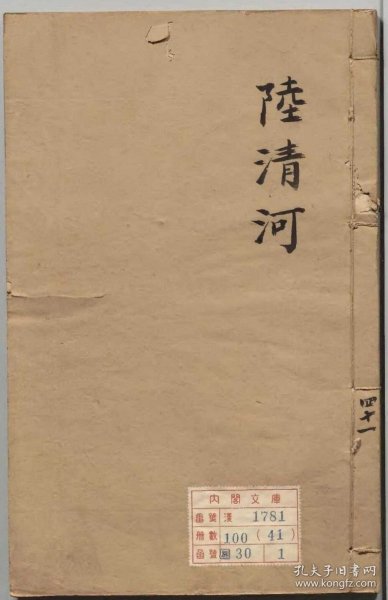 陸清河
四十一
內閣文庫
番號 漢 1781
冊數 100 (41)
函號 30 1
孔夫子旧书网
www.kongfz.com